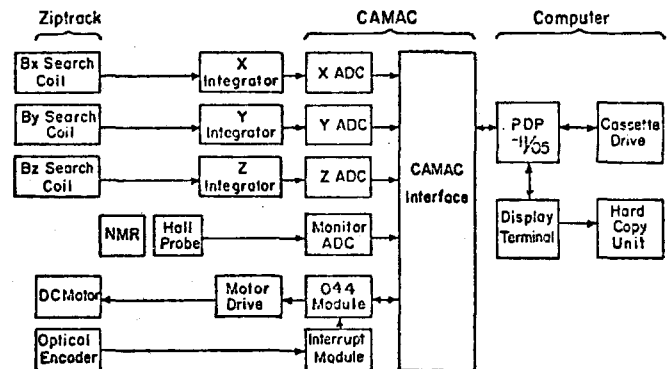 Ziptrack
CAMAC
Computer
Bx Search
Coil
X
Integrator
X ADC
By Search
Coil
Y
Integrator
Y ADC
Bz Search
Coil
Z
Integrator
Z ADC
NMR
Hall
Probe
Monitor
ADC
DC Motor
Motor
Drive
044
Module
Optical
Encoder
Interrupt
Module
CAMAC
Interface
PDP
-11/05
Cassette
Drive
Display
Terminal
Hard
Copy
Unit